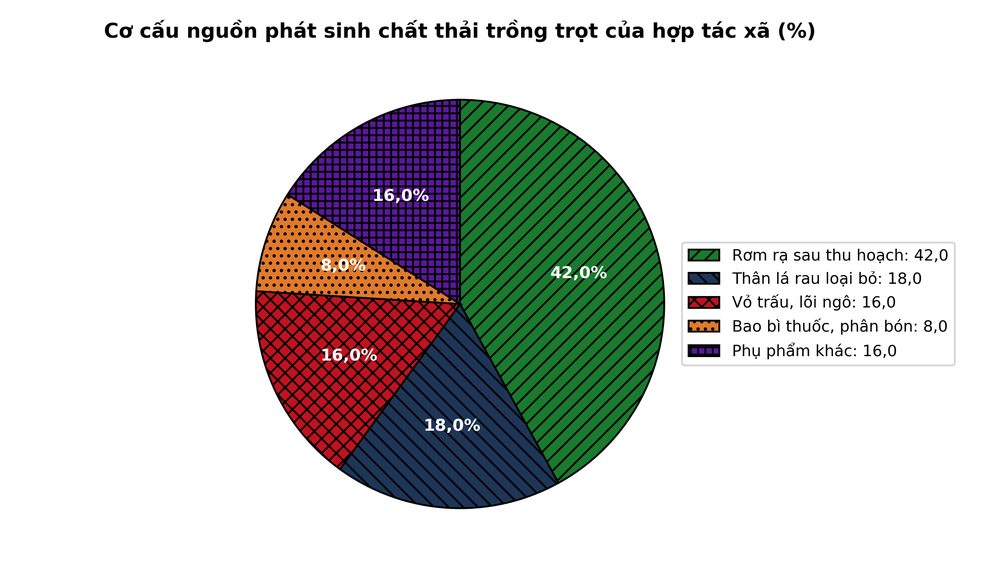 Cơ cấu nguồn phát sinh chất thải trồng trọt của hợp tác xã (%)
16,0%
8,0%
42,0%
16,0%
18,0%
Rơm rạ sau thu hoạch: 42,0
Thân lá rau loại bỏ: 18,0
Vỏ trấu, lõi ngô: 16,0
Bao bì thuốc, phân bón: 8,0
Phụ phẩm khác: 16,0